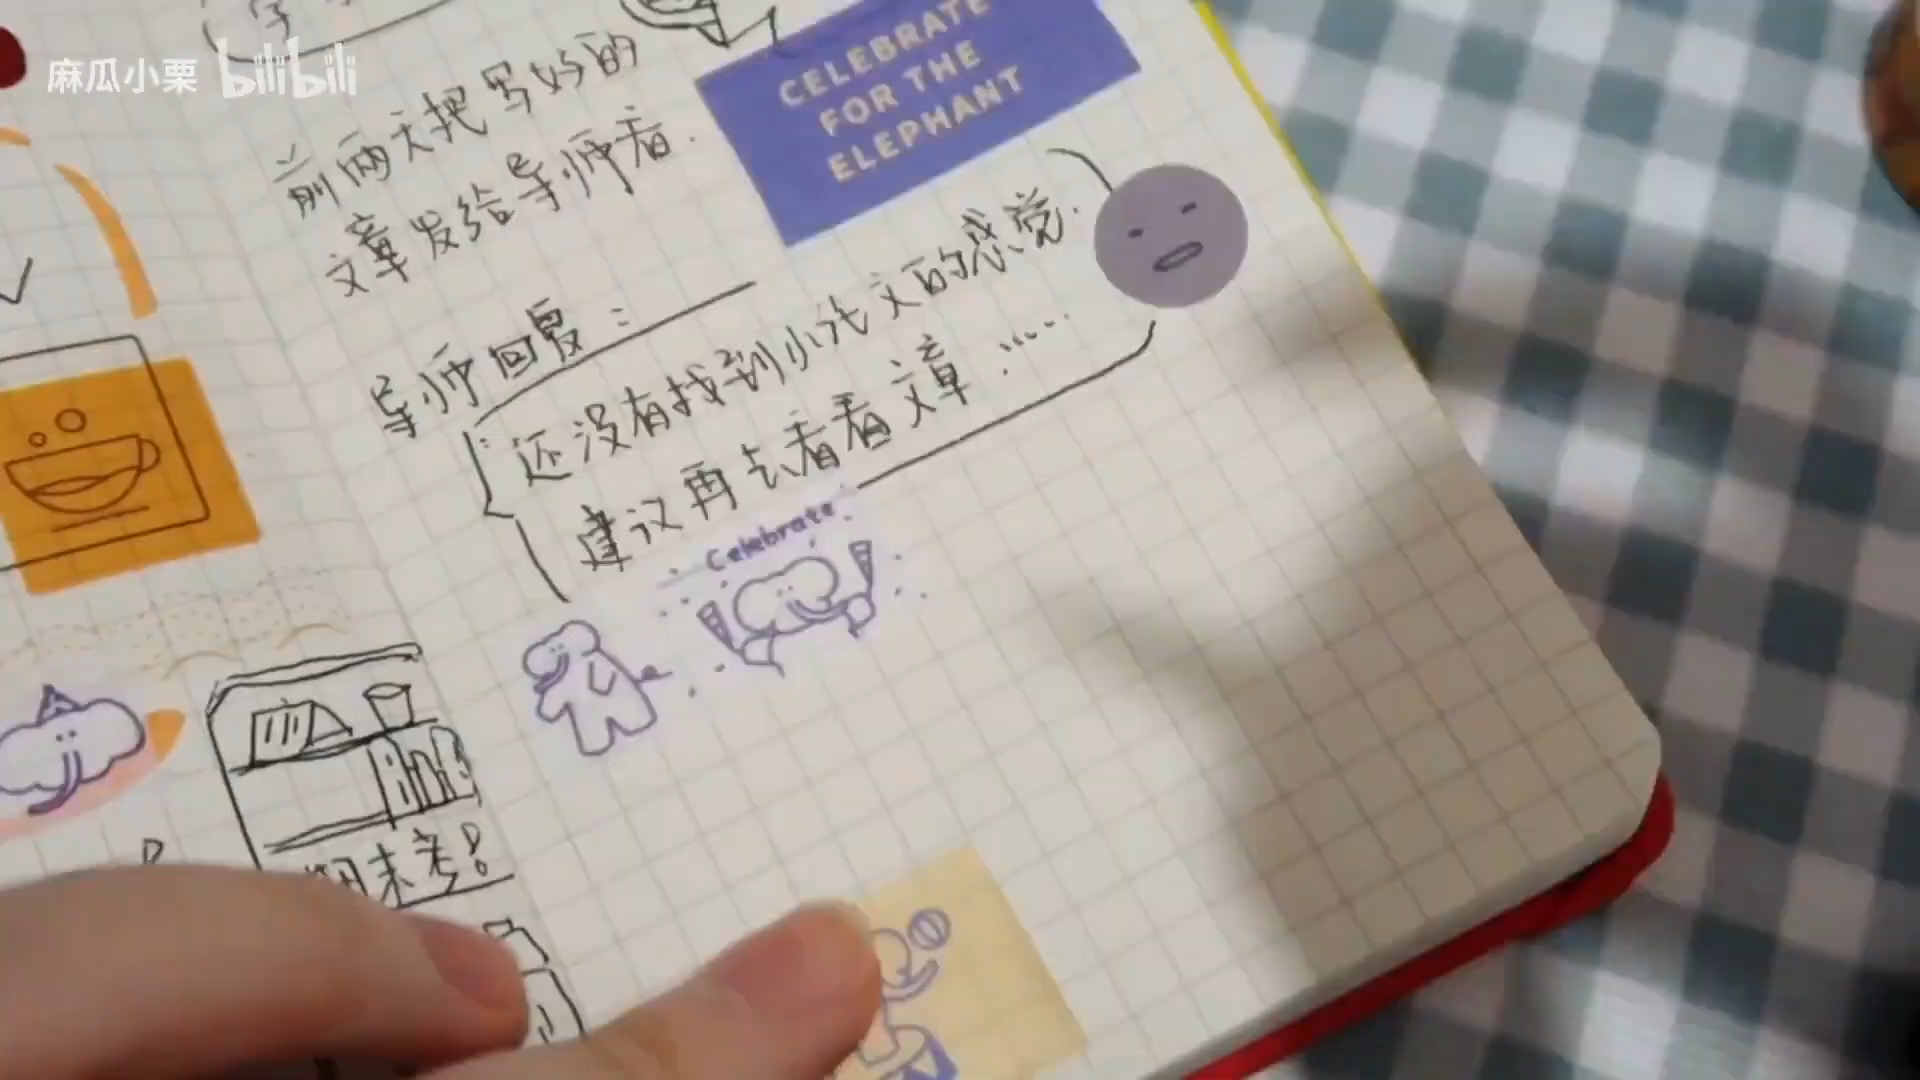 麻瓜小栗 bilibili
CELEBRATE
FOR THE
ELEPHANT
前两天把写好的
文章发给导师看.
导师回复:
还没有找到小论文的感觉.
建议再去看看文章……
Celebrate
期末考!